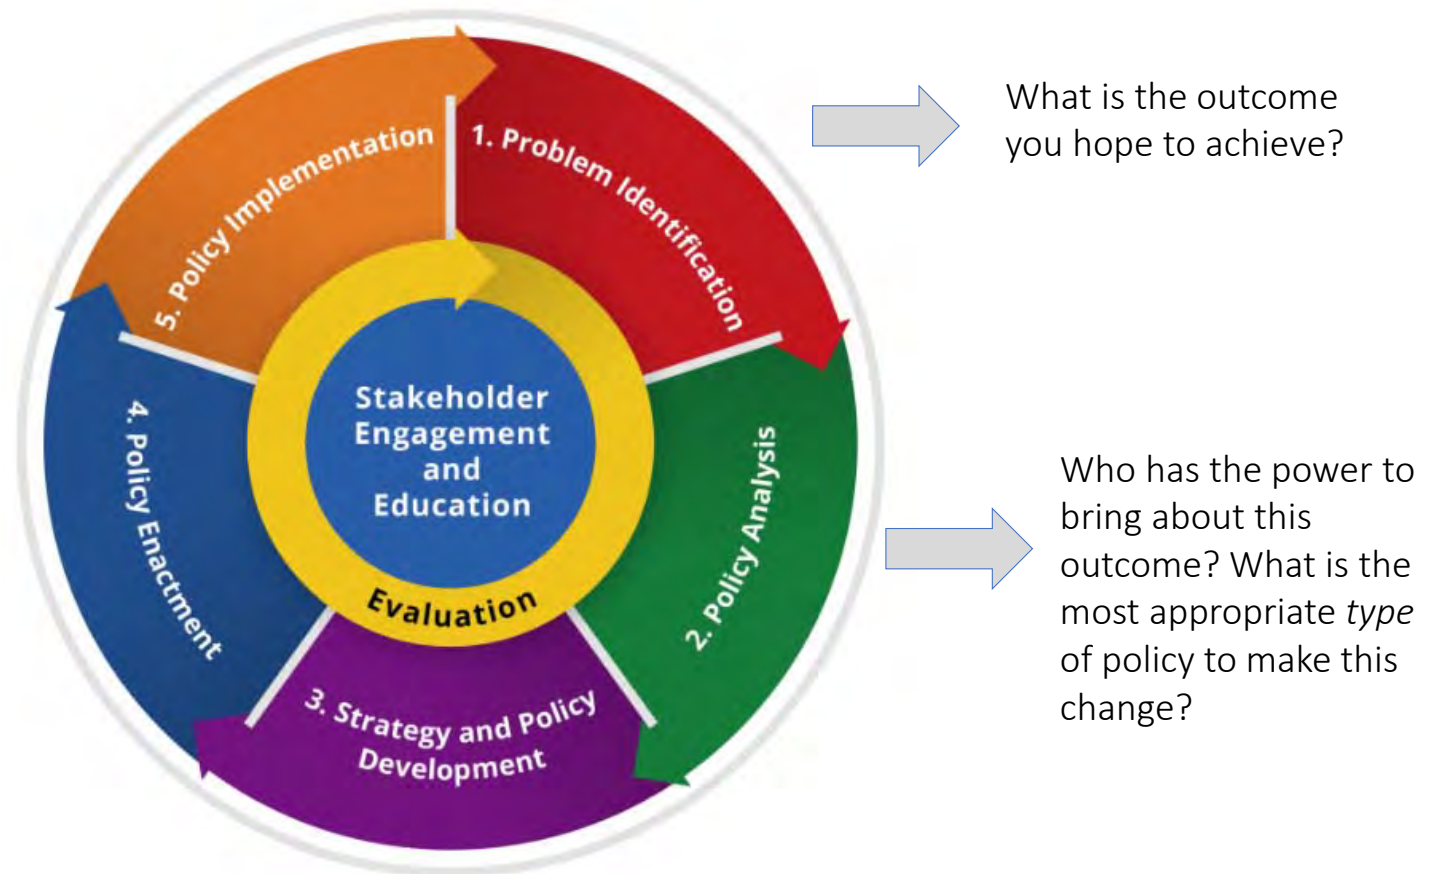 1. Problem Identification
2. Policy Analysis
3. Strategy and Policy
Development
4. Policy Enactment
5. Policy Implementation
Stakeholder
Engagement
and
Education
Evaluation
What is the outcome
you hope to achieve?
Who has the power to
bring about this
outcome? What is the
most appropriate type
of policy to make this
change?